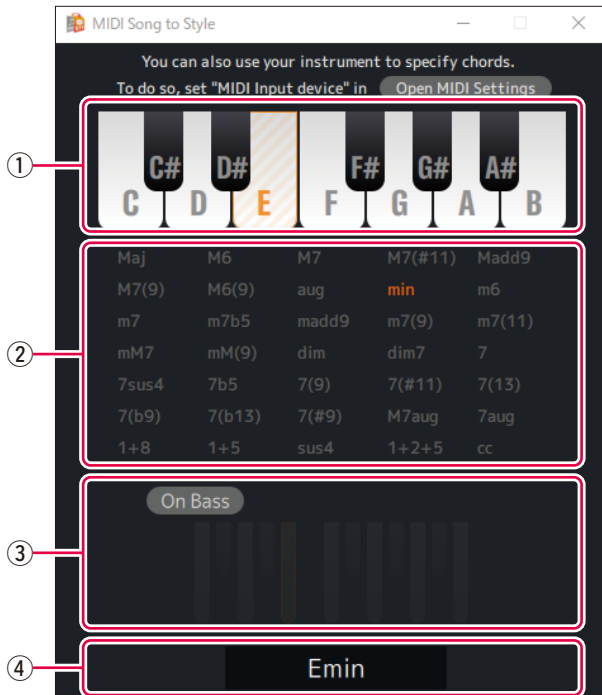 MIDI Song to Style
You can also use your instrument to specify chords.
To do so, set "MIDI Input device" in Open MIDI Settings
①
C# D# F# G# A#
C D E F G A B
②
Maj M6 M7 M7(#11) Madd9
M7(9) M6(9) aug min m6
m7 m7b5 madd9 m7(9) m7(11)
mM7 mM(9) dim dim7 7
7sus4 7b5 7(9) 7(#11) 7(13)
7(b9) 7(b13) 7(#9) M7aug 7aug
1+8 1+5 sus4 1+2+5 cc
③
On Bass
④
Emin